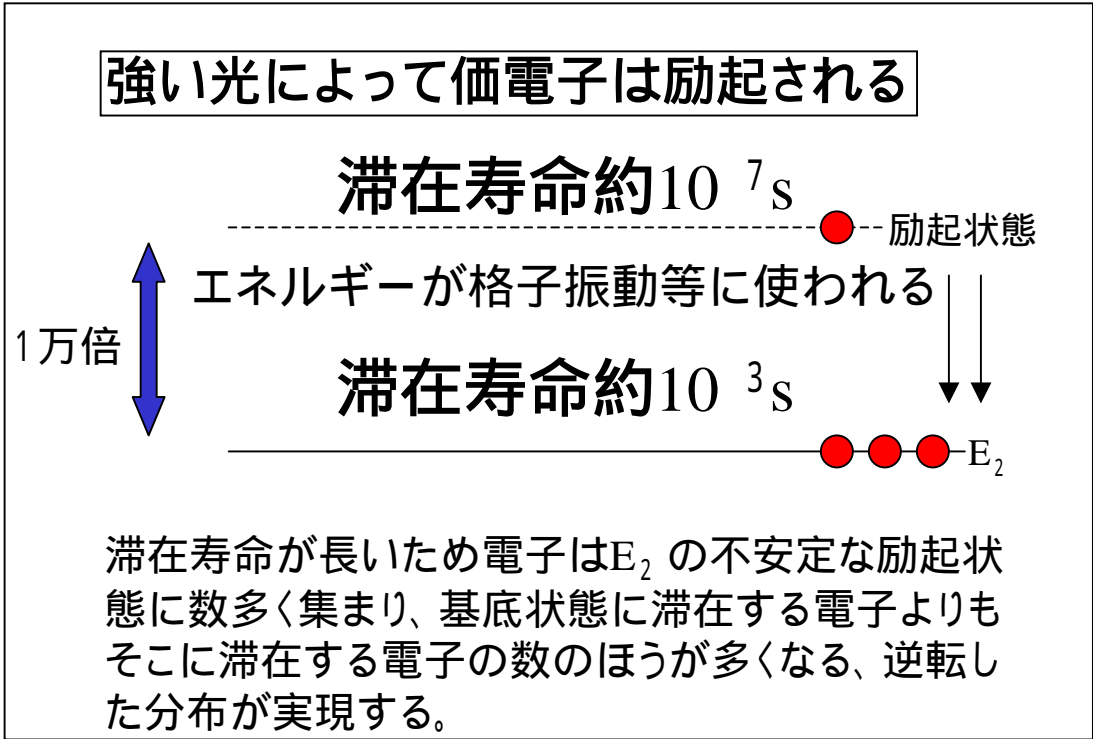 強い光によって価電子は励起される
滞在寿命約10 ⁷s
励起状態
エネルギーが格子振動等に使われる
1万倍
滞在寿命約10 ³s
E₂
滞在寿命が長いため電子はE₂ の不安定な励起状
態に数多く集まり、基底状態に滞在する電子よりも
そこに滞在する電子の数のほうが多くなる、逆転し
た分布が実現する。